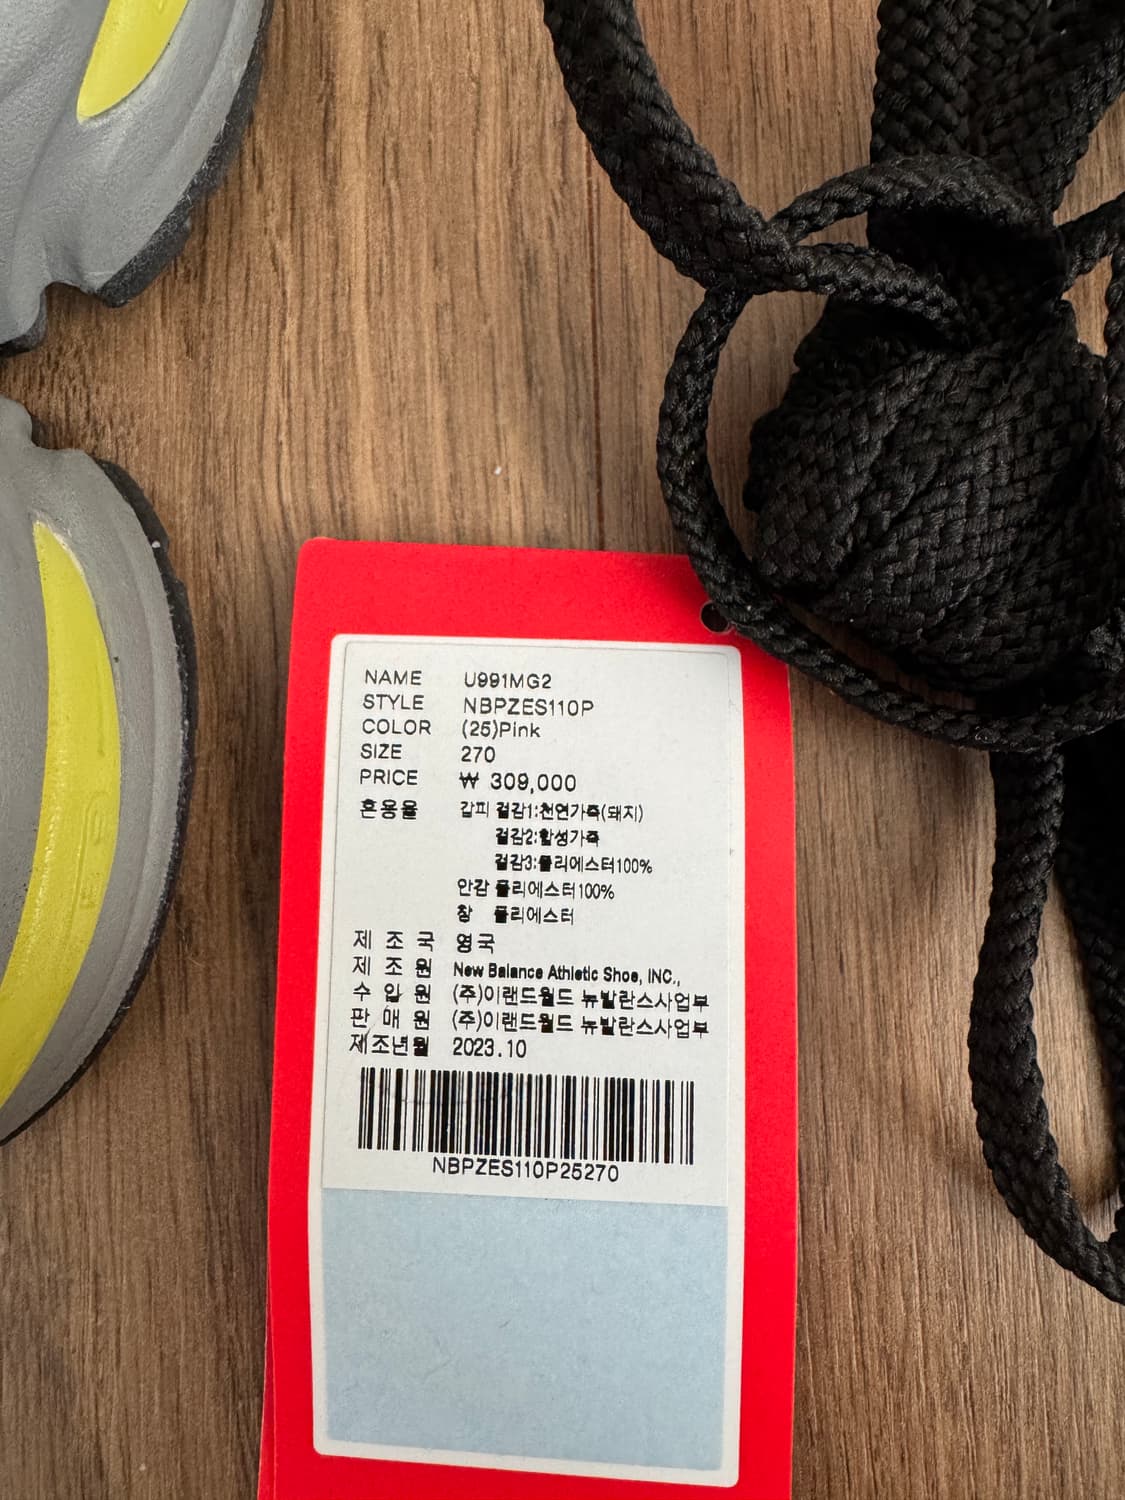 NAME U991MG2
STYLE NBPZES110P
COLOR (25)Pink
SIZE 270
PRICE ₩ 309,000
혼용율 갑피 겉감1:천연가죽(돼지)
겉감2:합성가죽
겉감3:폴리에스터100%
안감 폴리에스터100%
창 폴리에스터
제 조 국 영국
제 조 원 New Balance Athletic Shoe, INC.,
수 입 원 (주)이랜드월드 뉴발란스사업부
판 매 원 (주)이랜드월드 뉴발란스사업부
제조년월 2023.10
NBPZES110P25270